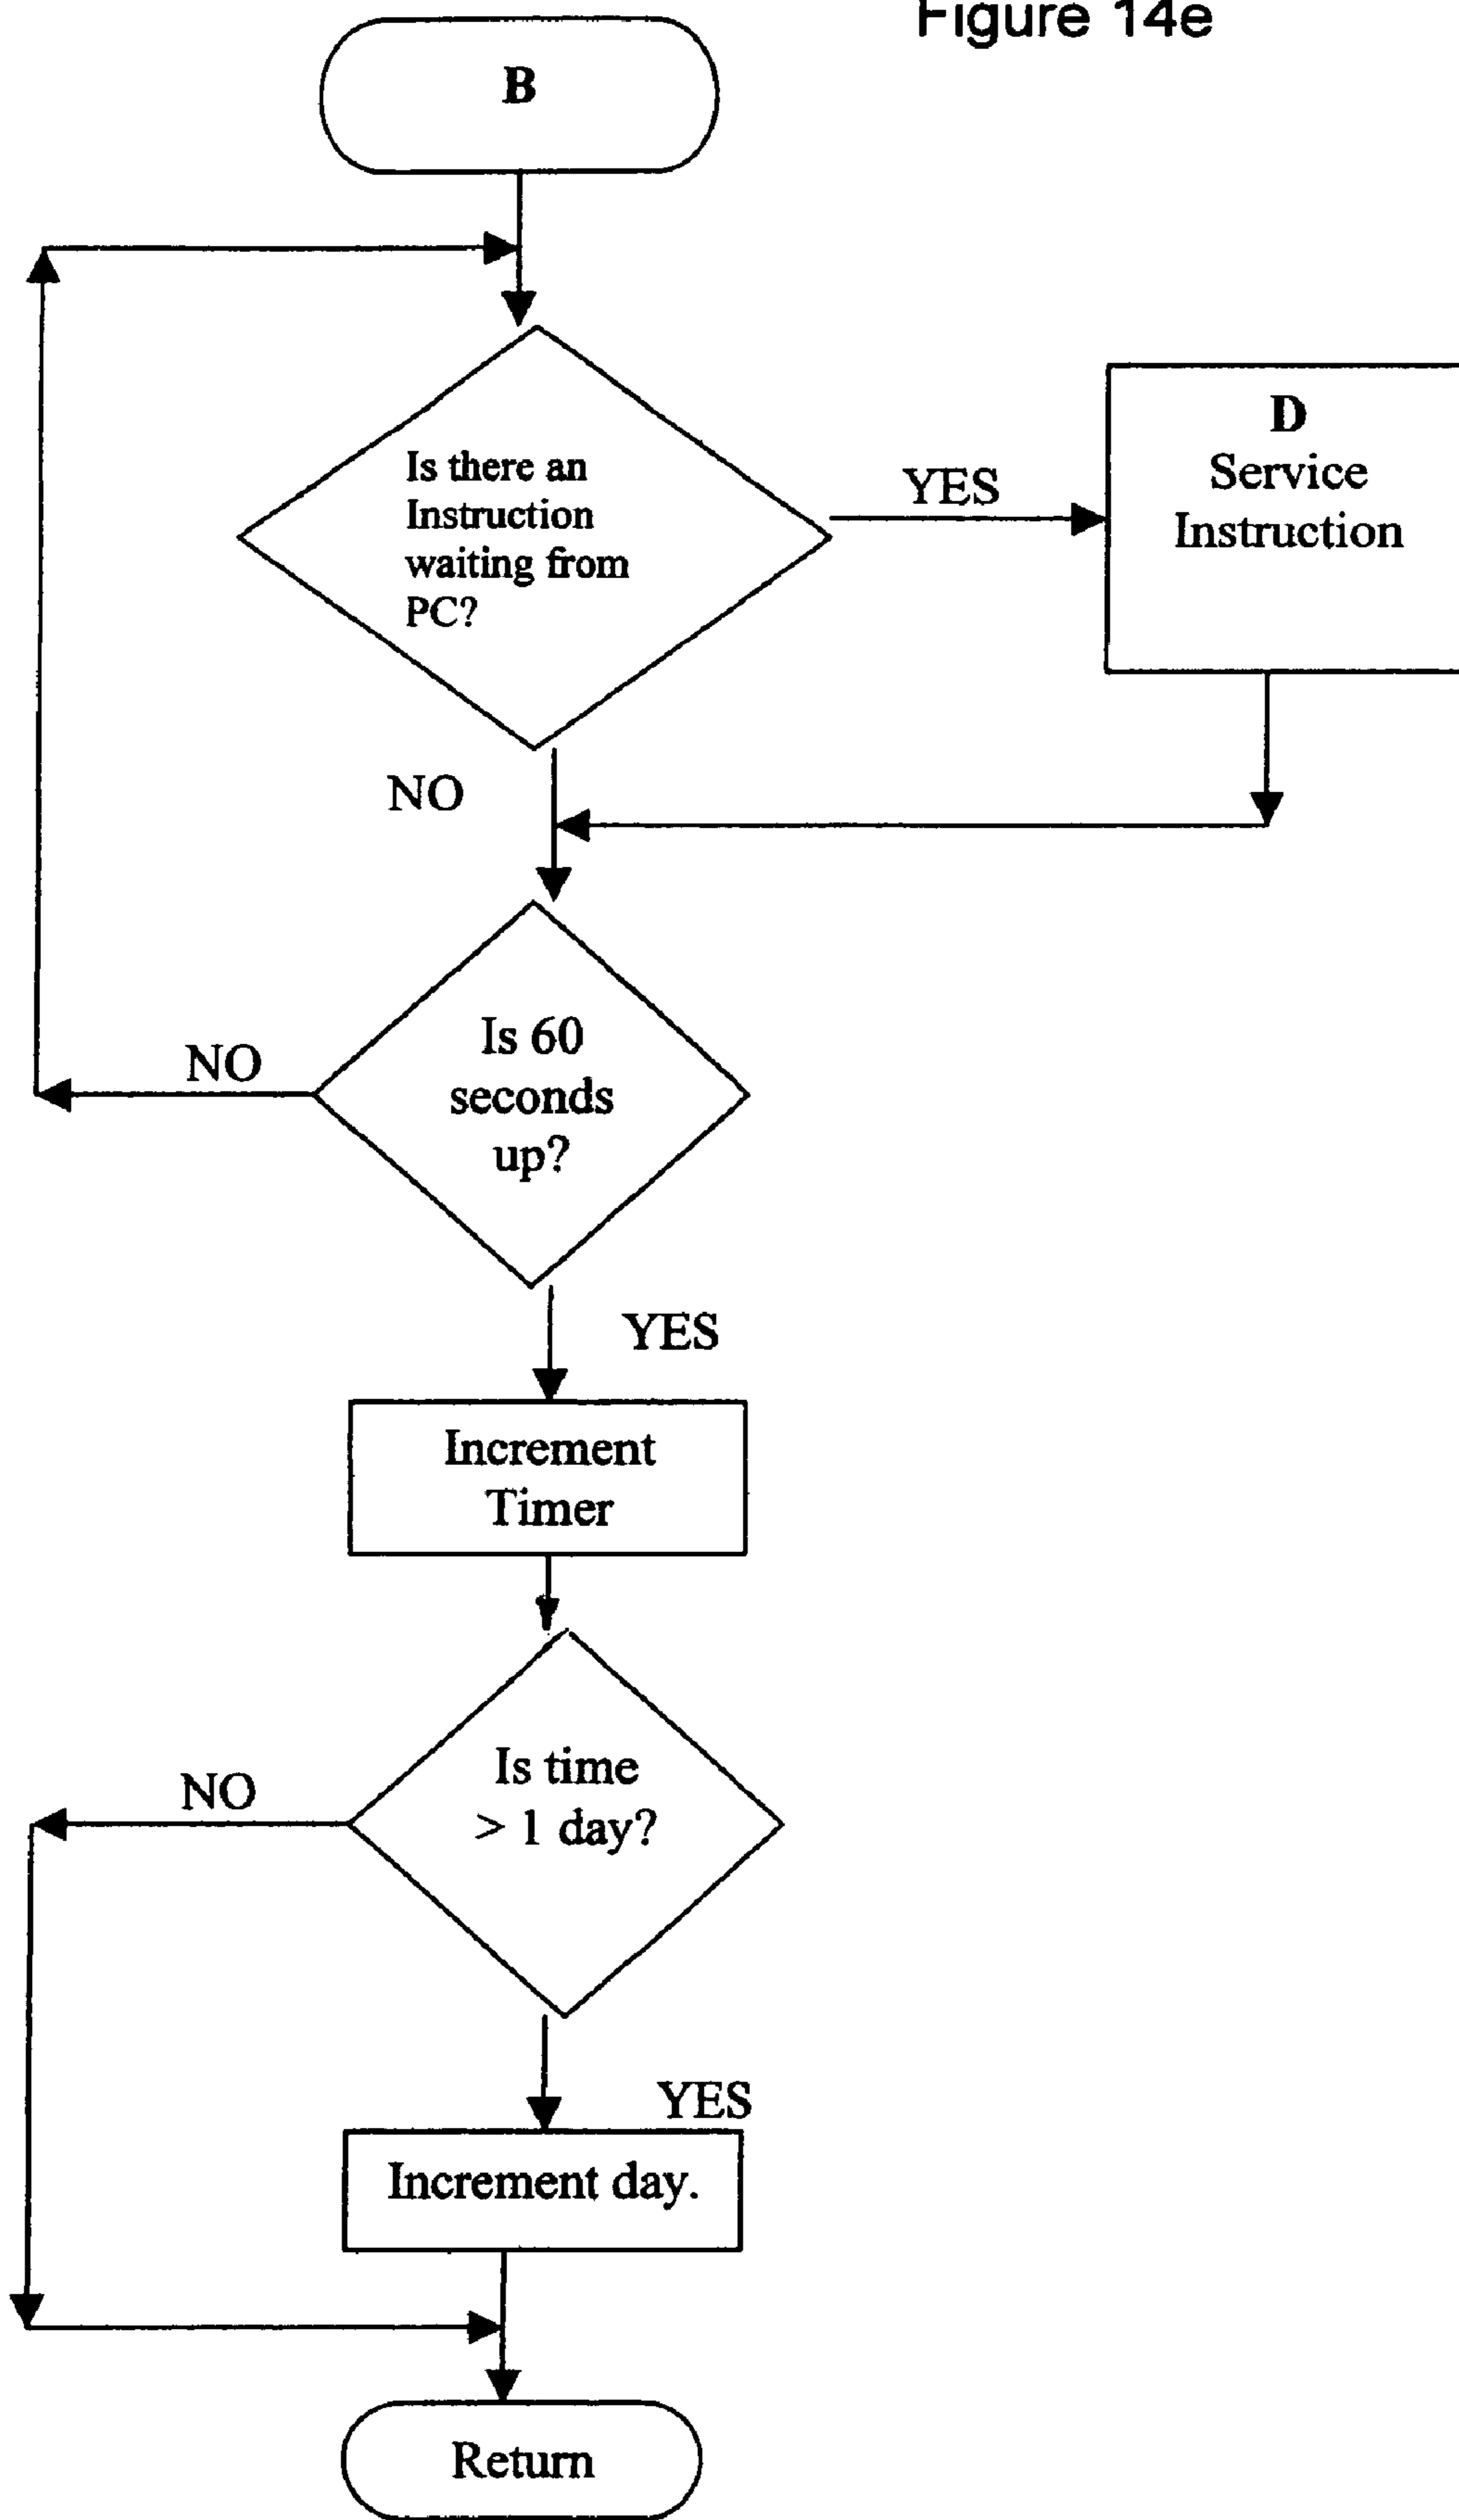 Figure 14e
B
Is there an
Instruction
waiting from
PC?
YES
D
Service
Instruction
NO
Is 60
seconds
up?
NO
YES
Increment
Timer
Is time
> 1 day?
NO
YES
Increment day.
Return